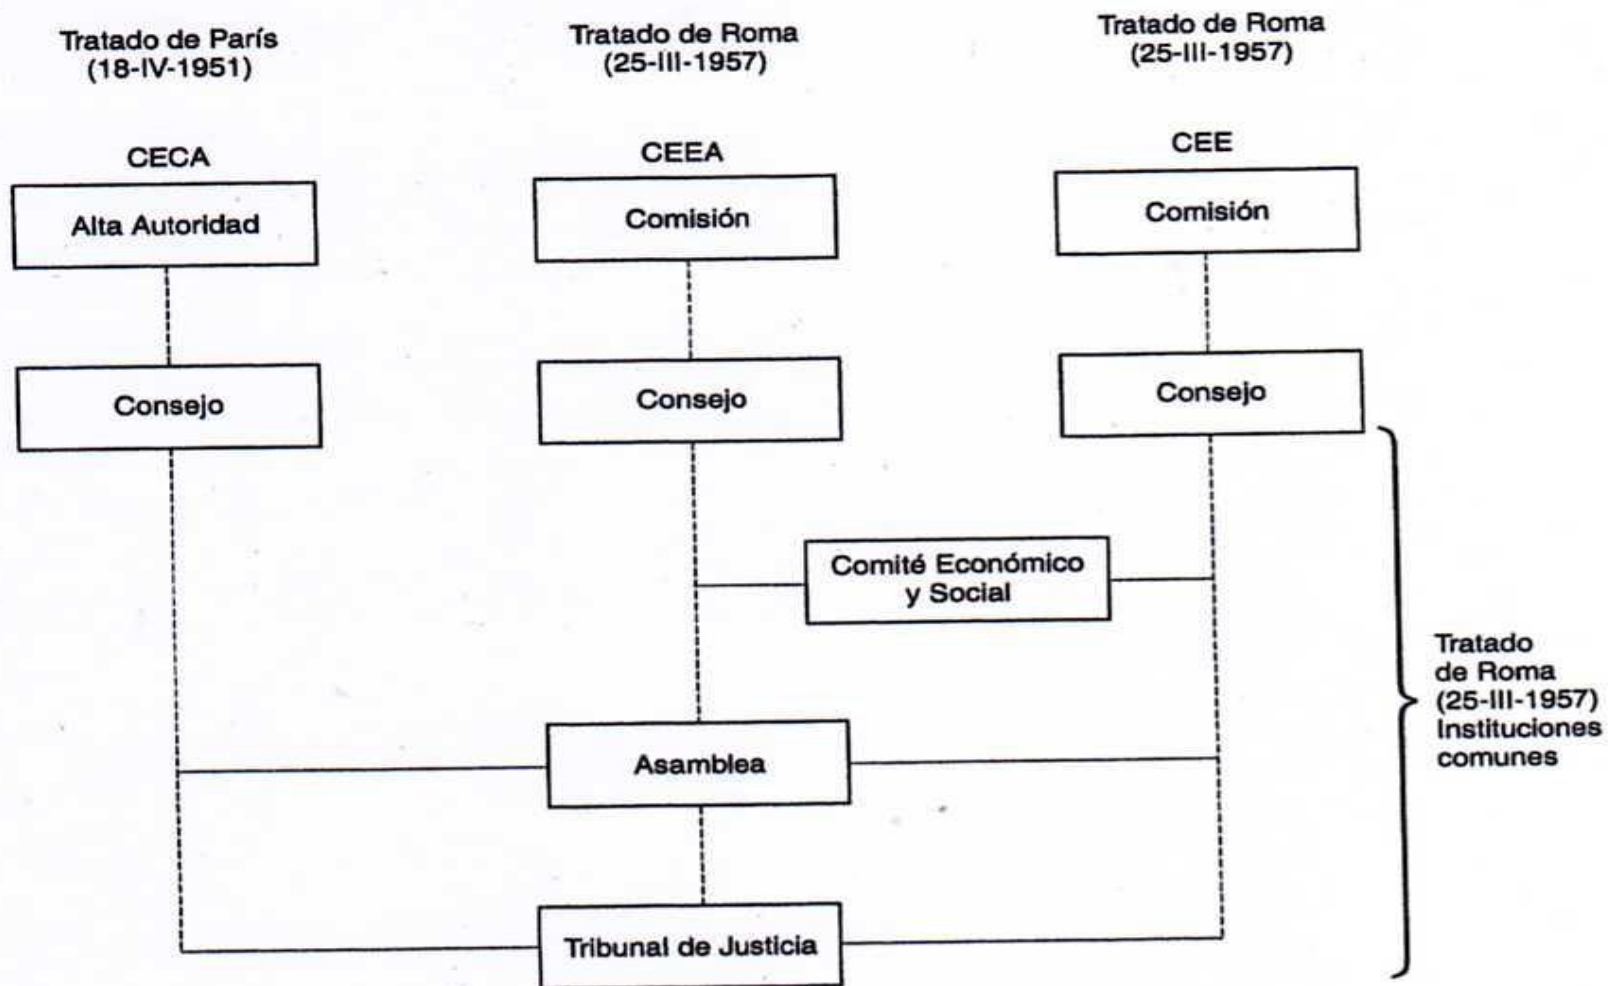 Tratado de París
(18-IV-1951)
Tratado de Roma
(25-III-1957)
Tratado de Roma
(25-III-1957)
CECA
CEEA
CEE
Alta Autoridad
Comisión
Comisión
Consejo
Consejo
Consejo
Comité Económico
y Social
Asamblea
Tribunal de Justicia
Tratado
de Roma
(25-III-1957)
Instituciones
comunes